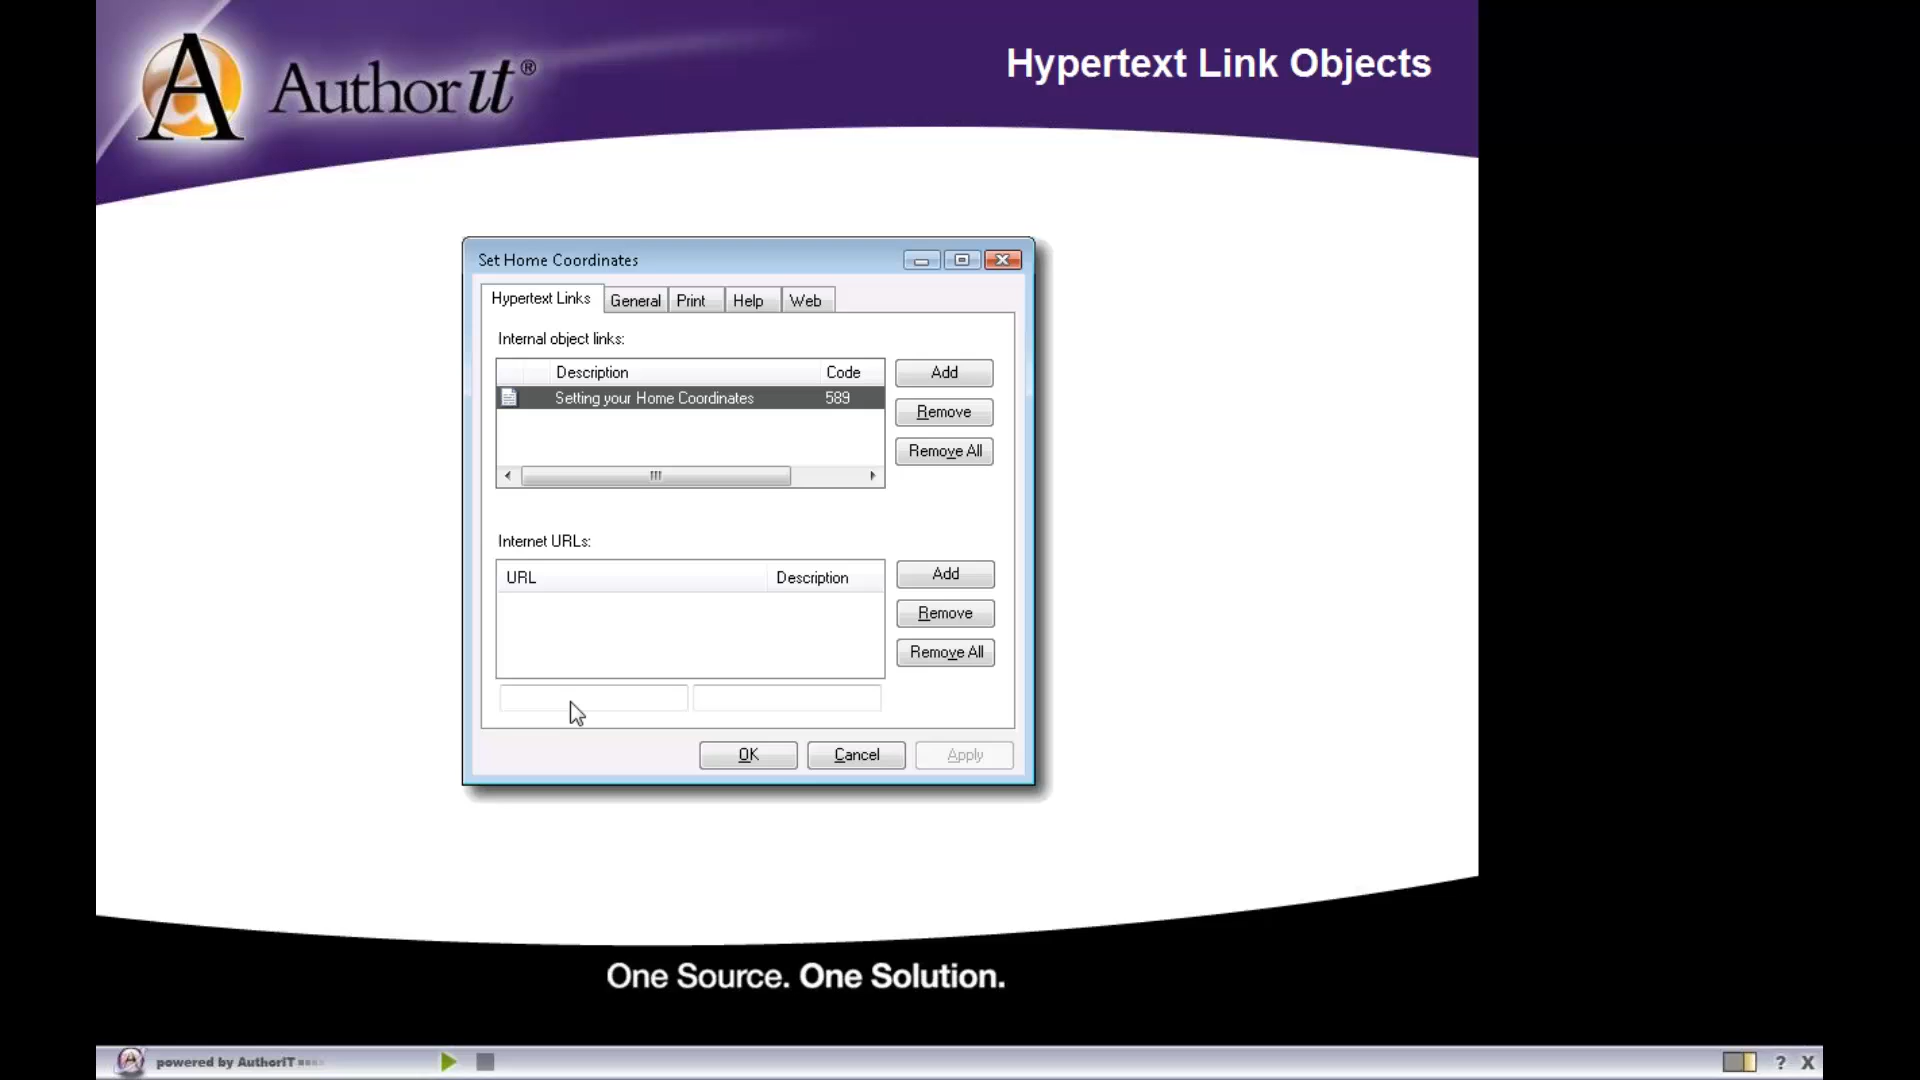 Author it®
Hypertext Link Objects
Set Home Coordinates
Hypertext Links General Print Help Web
Internal object links:
Description Code
Setting your Home Coordinates 589
Add
Remove
Remove All
Internet URLs:
URL Description
Add
Remove
Remove All
OK Cancel Apply
One Source. One Solution.
powered by AuthorIT
? X